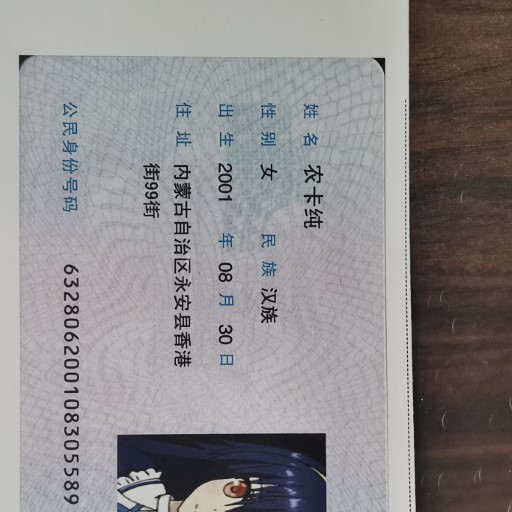 姓名 农卡纯
性别 女 民族 汉族
出生 2001 年 08 月 30 日
住址 内蒙古自治区永安县香港
街99街
公民身份号码 632806200108305589